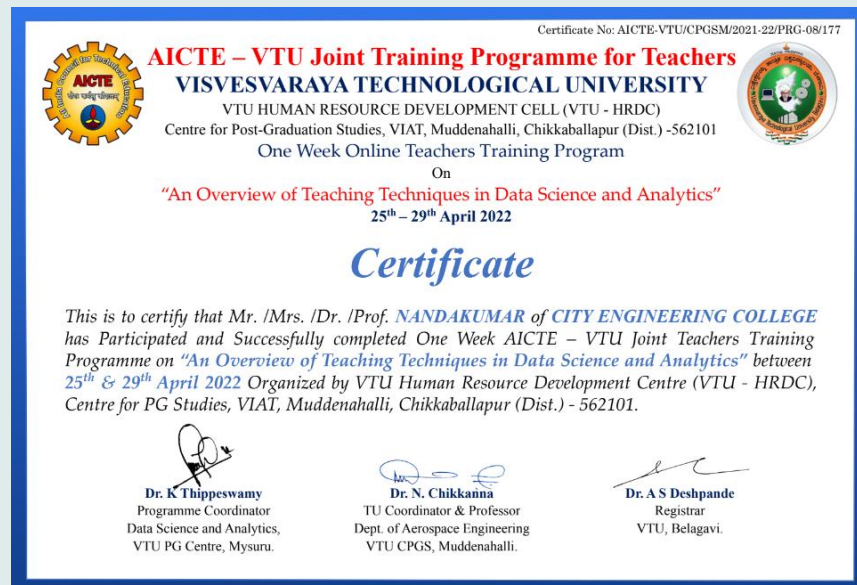 Certificate No: AICTE-VTU/CPGSM/2021-22/PRG-08/177
AICTE – VTU Joint Training Programme for Teachers
VISVESVARAYA TECHNOLOGICAL UNIVERSITY
VTU HUMAN RESOURCE DEVELOPMENT CELL (VTU - HRDC)
Centre for Post-Graduation Studies, VIAT, Muddenahalli, Chikkaballapur (Dist.) -562101
One Week Online Teachers Training Program
On
“An Overview of Teaching Techniques in Data Science and Analytics”
25th – 29th April 2022
All India Council for Technical Education
AICTE
Certificate
This is to certify that Mr. /Mrs. /Dr. /Prof. NANDAKUMAR of CITY ENGINEERING COLLEGE
has Participated and Successfully completed One Week AICTE – VTU Joint Teachers Training
Programme on “An Overview of Teaching Techniques in Data Science and Analytics” between
25th & 29th April 2022 Organized by VTU Human Resource Development Centre (VTU - HRDC),
Centre for PG Studies, VIAT, Muddenahalli, Chikkaballapur (Dist.) - 562101.
Dr. K Thippeswamy
Programme Coordinator
Data Science and Analytics,
VTU PG Centre, Mysuru.
Dr. N. Chikkanna
TU Coordinator & Professor
Dept. of Aerospace Engineering
VTU CPGS, Muddenahalli.
Dr. A S Deshpande
Registrar
VTU, Belagavi.